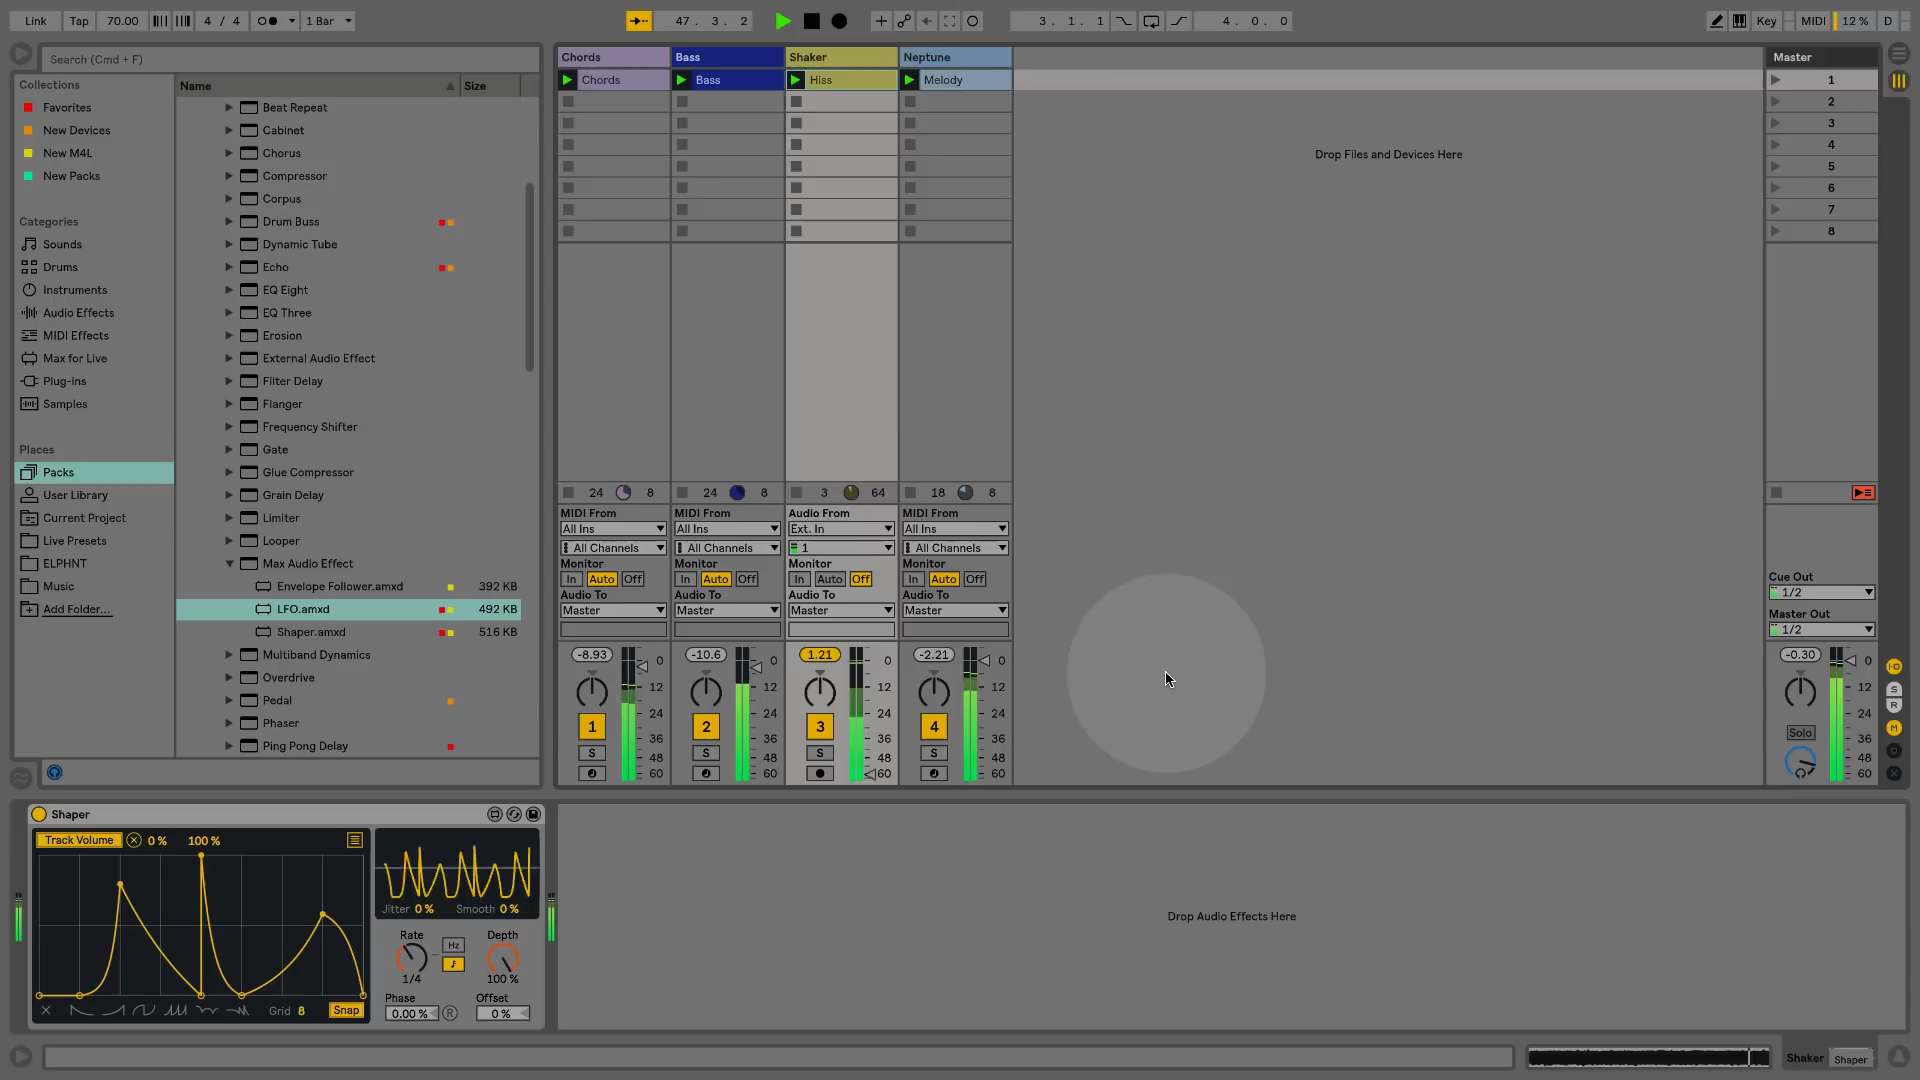 Link Tap 70.00 4 / 4 1 Bar 47 . 3 . 2 3 . 1 . 1 4 . 0 . 0 Key MIDI 12 % D
Search (Cmd + F)
Collections
Favorites
New Devices
New M4L
New Packs
Categories
Sounds
Drums
Instruments
Audio Effects
MIDI Effects
Max for Live
Plug-ins
Samples
Places
Packs
User Library
Current Project
Live Presets
ELPHNT
Music
Add Folder...
Name Size
Beat Repeat
Cabinet
Chorus
Compressor
Corpus
Drum Buss
Dynamic Tube
Echo
EQ Eight
EQ Three
Erosion
External Audio Effect
Filter Delay
Flanger
Frequency Shifter
Gate
Glue Compressor
Grain Delay
Limiter
Looper
Max Audio Effect
Envelope Follower.amxd 392 KB
LFO.amxd 492 KB
Shaper.amxd 516 KB
Multiband Dynamics
Overdrive
Pedal
Phaser
Ping Pong Delay
Chords Bass Shaker Neptune Master
Chords Bass Hiss Melody 1
2
3
4
5
6
7
8
Drop Files and Devices Here
24 8 24 8 3 64 18 8
MIDI From MIDI From Audio From MIDI From
All Ins All Ins Ext. In All Ins
All Channels All Channels 1 All Channels
Monitor Monitor Monitor Monitor
In Auto Off In Auto Off In Auto Off In Auto Off
Audio To Audio To Audio To Audio To
Master Master Master Master
Cue Out
1/2
Master Out
1/2
-8.93 0 -10.6 0 1.21 0 -2.21 0 -0.30 0
12 12 12 12 12
24 24 24 24 24
1 2 3 4
36 36 36 36 Solo 36
S 48 S 48 S 48 S 48 48
60 60 60 60 60
I·O
S
R
M
D
X
Shaper
Track Volume 0 % 100 %
Jitter 0 % Smooth 0 %
Rate Hz Depth
1/4 100 %
Phase Offset
0.00 % R 0 %
Grid 8 Snap
Drop Audio Effects Here
Shaker Shaper